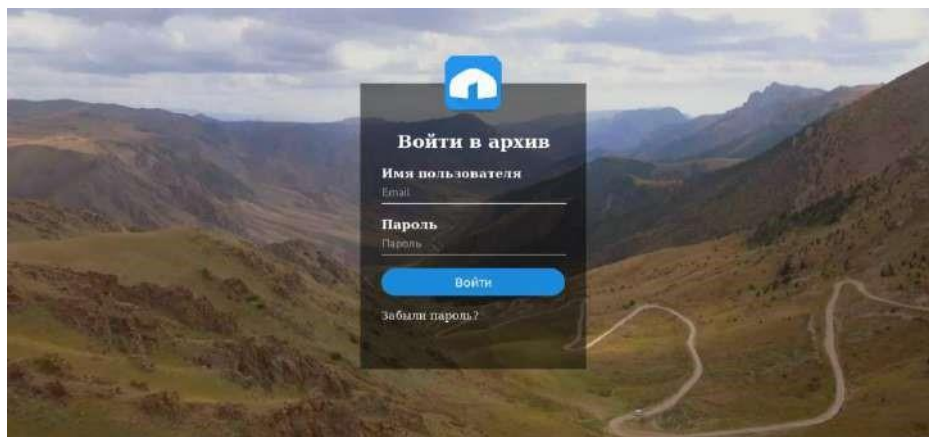 Войти в архив
Имя пользователя
Email
Пароль
Пароль
Войти
Забыли пароль?